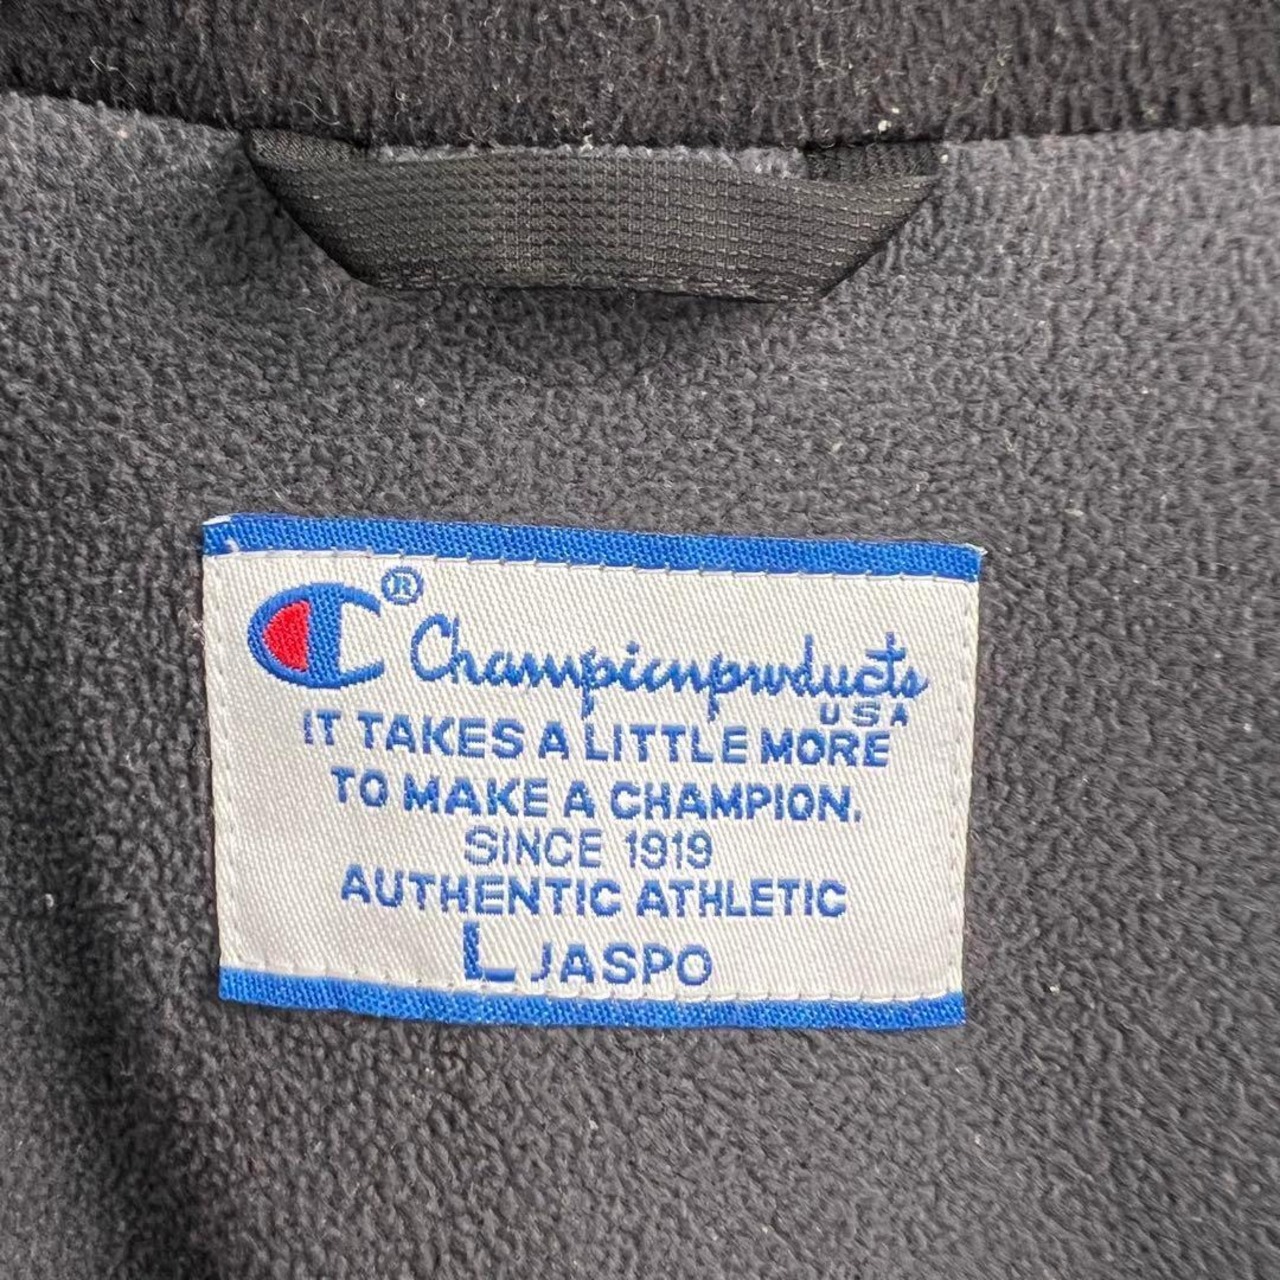 C® Championproducts
USA
IT TAKES A LITTLE MORE
TO MAKE A CHAMPION.
SINCE 1919
AUTHENTIC ATHLETIC
L JASPO